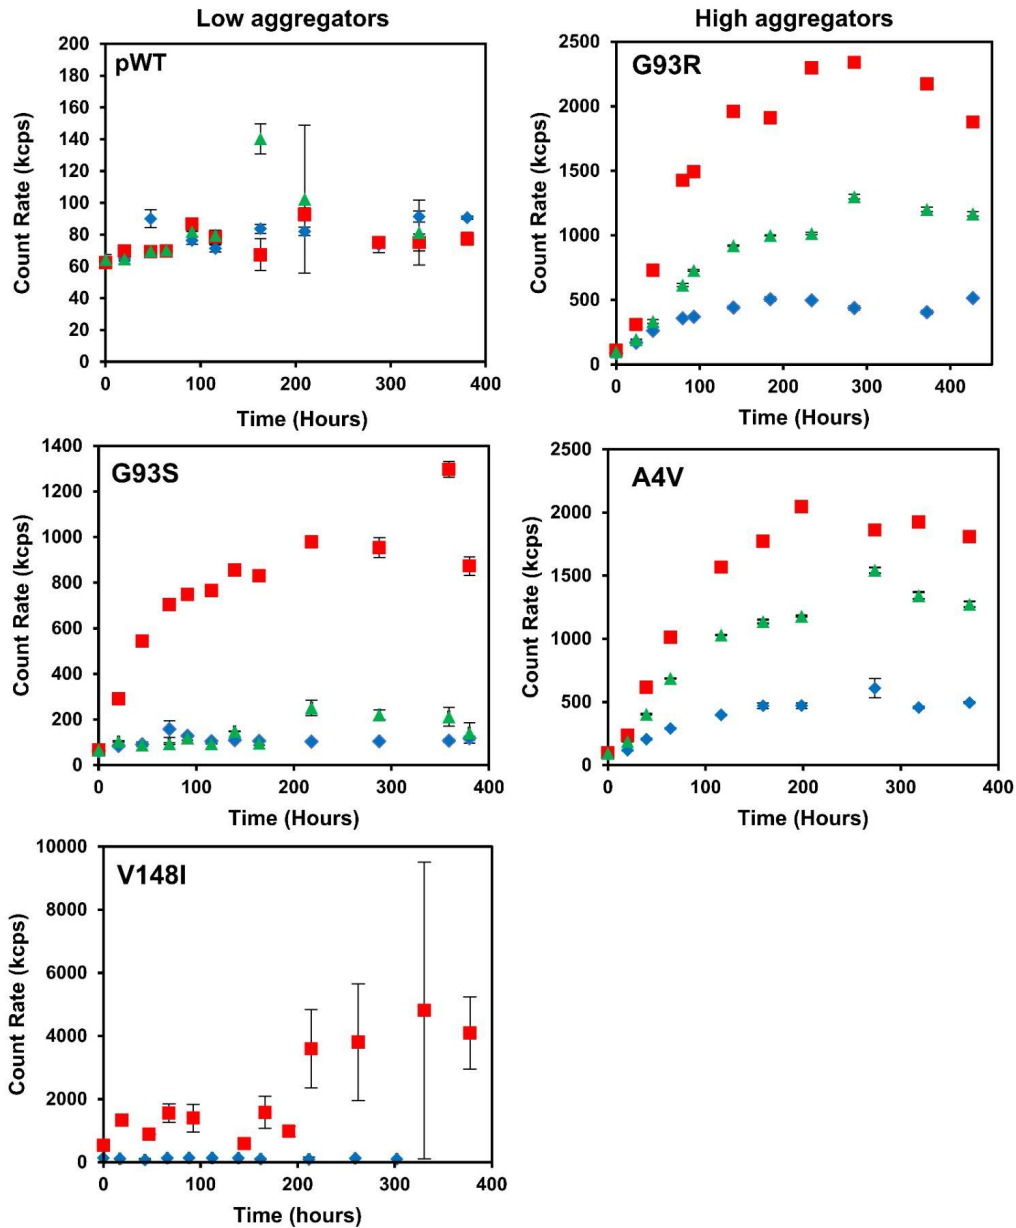 Low aggregators
High aggregators
pWT
Count Rate (kcps)
200
180
160
140
120
100
80
60
40
20
0
0 100 200 300 400
Time (Hours)
G93R
Count Rate (kcps)
2500
2000
1500
1000
500
0
0 100 200 300 400
Time (Hours)
G93S
Count Rate (kcps)
1400
1200
1000
800
600
400
200
0
0 100 200 300 400
Time (Hours)
A4V
Count Rate (kcps)
2500
2000
1500
1000
500
0
0 100 200 300 400
Time (Hours)
V148I
Count Rate (kcps)
10000
8000
6000
4000
2000
0
0 100 200 300 400
Time (hours)